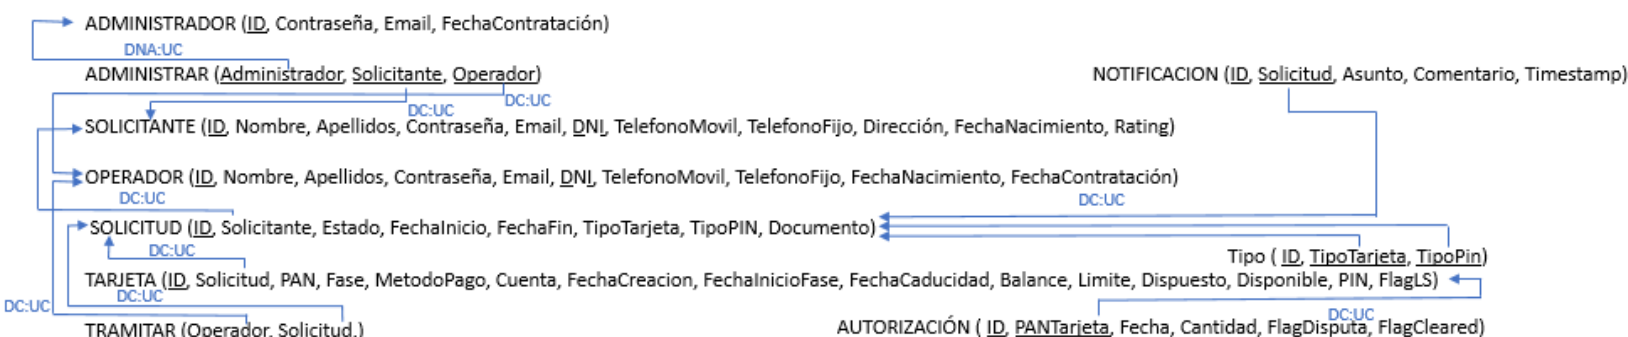 ADMINISTRADOR (ID, Contraseña, Email, FechaContratación)
DNA:UC
ADMINISTRAR (Administrador, Solicitante, Operador)
NOTIFICACION (ID, Solicitud, Asunto, Comentario, Timestamp)
DC:UC
DC:UC
SOLICITANTE (ID, Nombre, Apellidos, Contraseña, Email, DNI, TelefonoMovil, TelefonoFijo, Dirección, FechaNacimiento, Rating)
OPERADOR (ID, Nombre, Apellidos, Contraseña, Email, DNI, TelefonoMovil, TelefonoFijo, FechaNacimiento, FechaContratación)
DC:UC
DC:UC
SOLICITUD (ID, Solicitante, Estado, FechaInicio, FechaFin, TipoTarjeta, TipoPIN, Documento)
DC:UC
Tipo ( ID, TipoTarjeta, TipoPin)
TARJETA (ID, Solicitud, PAN, Fase, MetodoPago, Cuenta, FechaCreacion, FechaInicioFase, FechaCaducidad, Balance, Limite, Dispuesto, Disponible, PIN, FlagLS)
DC:UC
DC:UC
DC:UC
TRAMITAR (Operador, Solicitud,)
AUTORIZACIÓN ( ID, PANTarjeta, Fecha, Cantidad, FlagDisputa, FlagCleared)